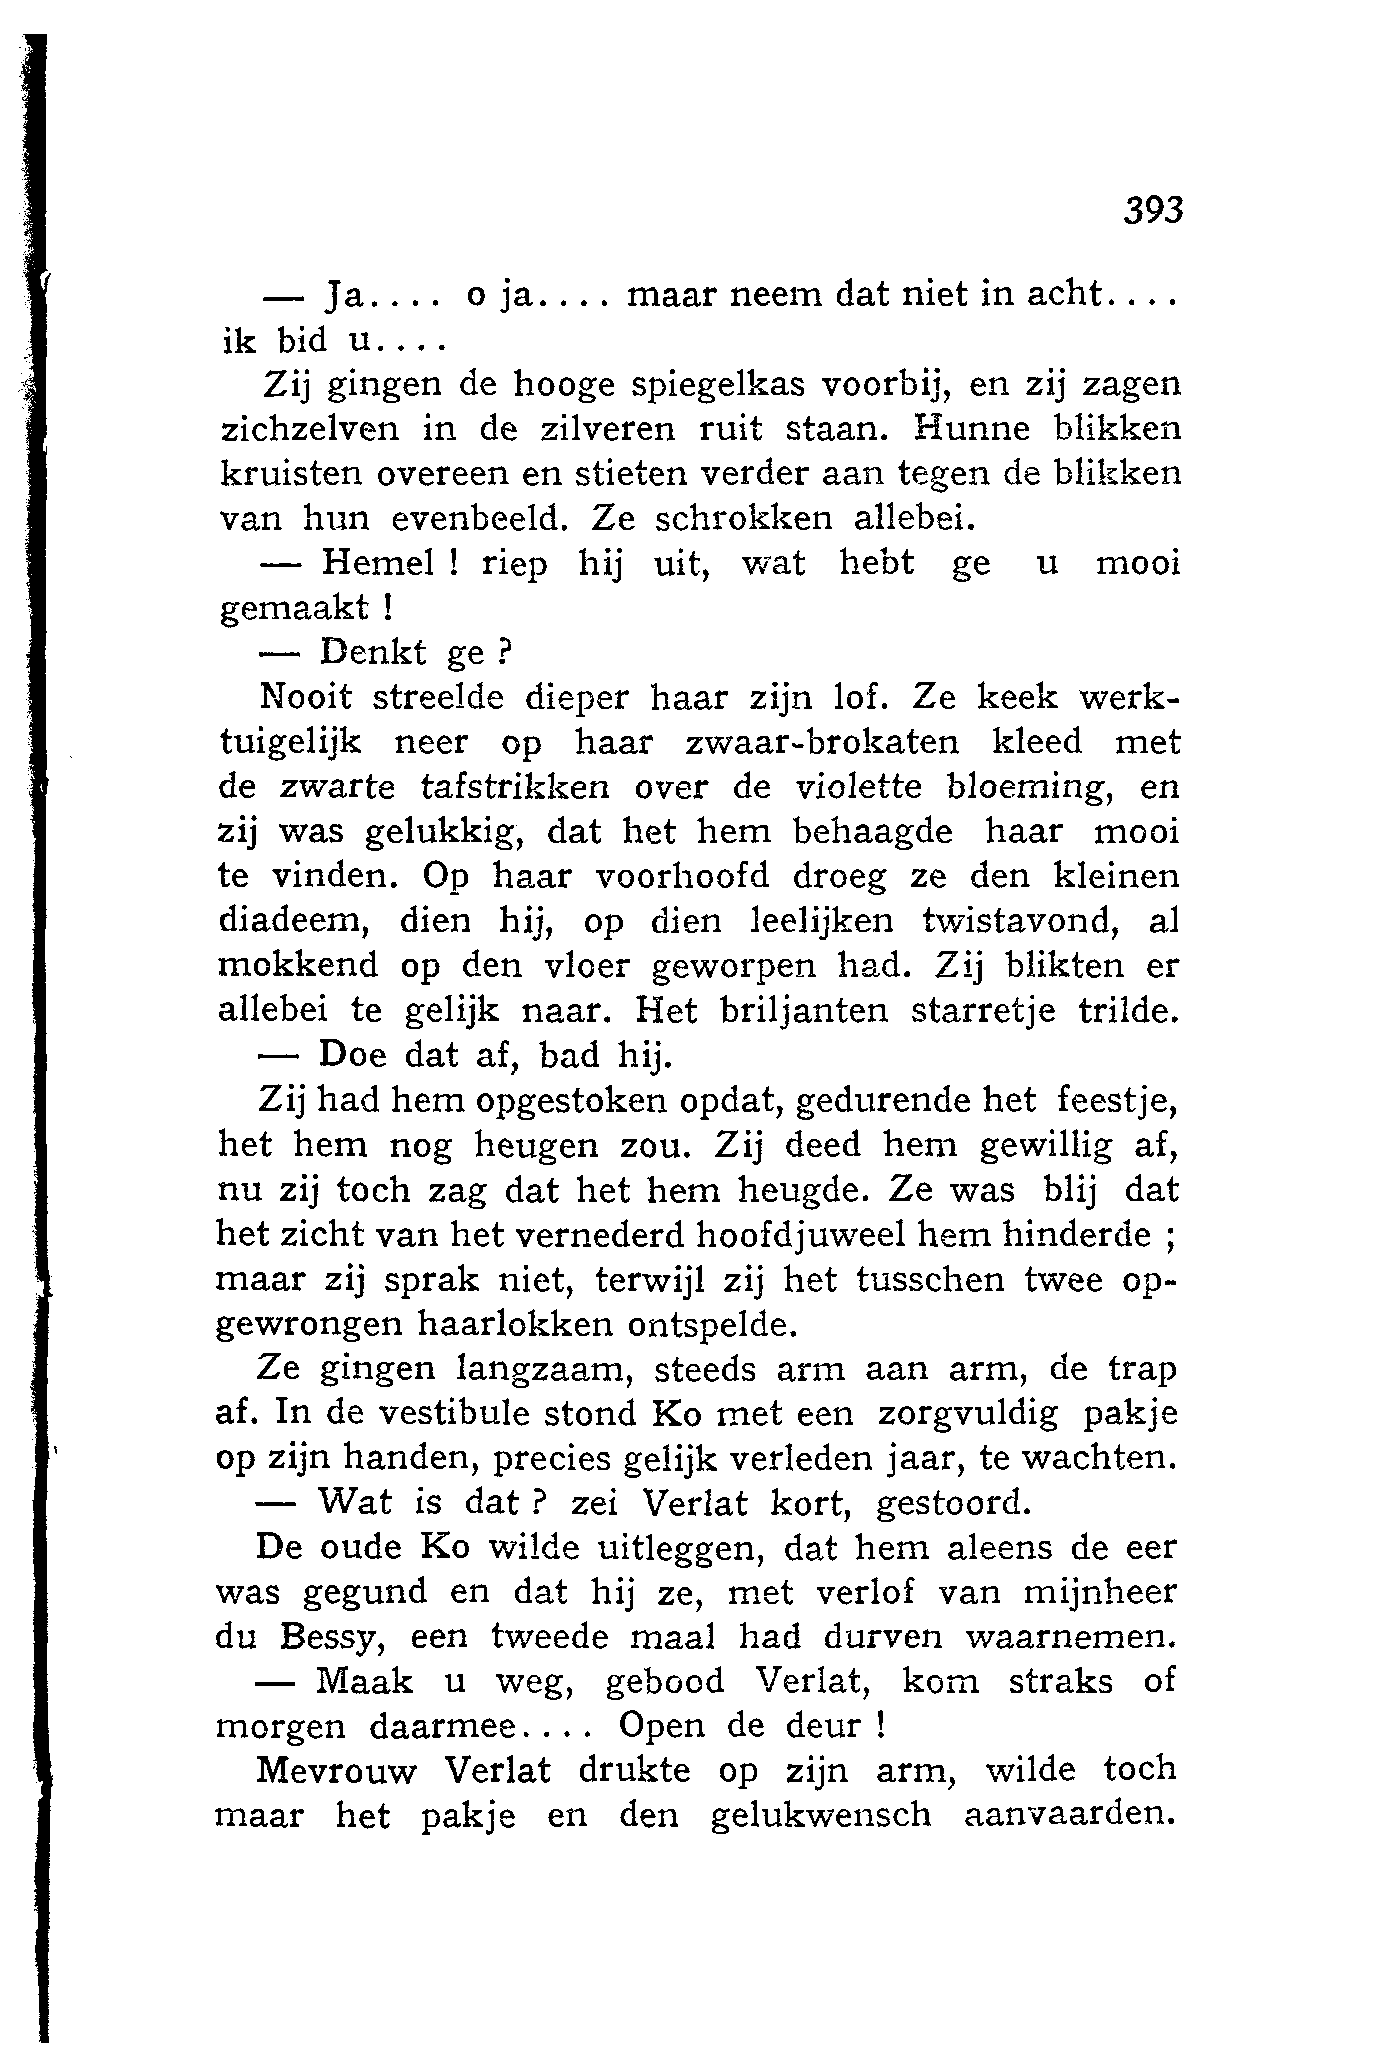 393
— Ja.... o ja.... maar neem dat niet in acht....
ik bid u....
Zij gingen de hooge spiegelkas voorbij, en zij zagen
zichzelven in de zilveren ruit staan. Hunne blikken
kruisten overeen en stieten verder aan tegen de blikken
van hun evenbeeld. Ze schrokken allebei.
— Hemel ! riep hij uit, wat hebt ge u mooi
gemaakt !
— Denkt ge ?
Nooit streelde dieper haar zijn lof. Ze keek werk-
tuigelijk neer op haar zwaar-brokaten kleed met
de zwarte tafstrikken over de violette bloeming, en
zij was gelukkig, dat het hem behaagde haar mooi
te vinden. Op haar voorhoofd droeg ze den kleinen
diadeem, dien hij, op dien leelijken twistavond, al
mokkend op den vloer geworpen had. Zij blikten er
allebei te gelijk naar. Het briljanten starretje trilde.
— Doe dat af, bad hij.
Zij had hem opgestoken opdat, gedurende het feestje,
het hem nog heugen zou. Zij deed hem gewillig af,
nu zij toch zag dat het hem heugde. Ze was blij dat
het zicht van het vernederd hoofdjuweel hem hinderde ;
maar zij sprak niet, terwijl zij het tusschen twee op-
gewrongen haarlokken ontspelde.
Ze gingen langzaam, steeds arm aan arm, de trap
af. In de vestibule stond Ko met een zorgvuldig pakje
op zijn handen, precies gelijk verleden jaar, te wachten.
— Wat is dat ? zei Verlat kort, gestoord.
De oude Ko wilde uitleggen, dat hem aleens de eer
was gegund en dat hij ze, met verlof van mijnheer
du Bessy, een tweede maal had durven waarnemen.
— Maak u weg, gebood Verlat, kom straks of
morgen daarmee.... Open de deur !
Mevrouw Verlat drukte op zijn arm, wilde toch
maar het pakje en den gelukwensch aanvaarden.